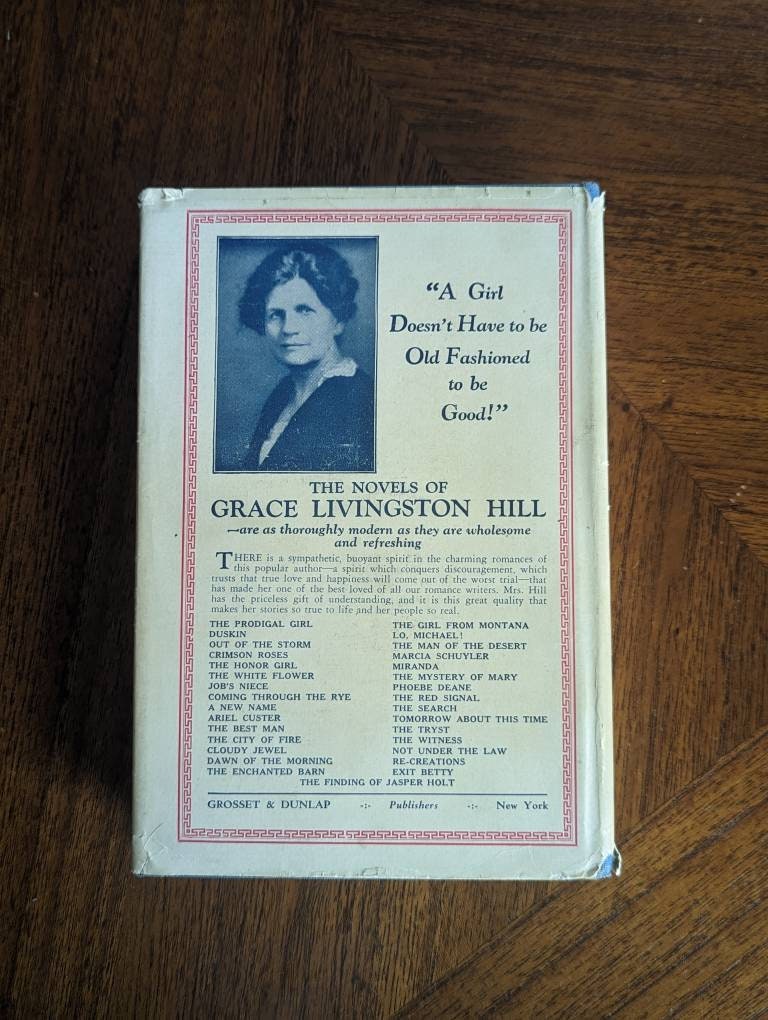 "A Girl
Doesn't Have to be
Old Fashioned
to be
Good!"
THE NOVELS OF
GRACE LIVINGSTON HILL
—are as thoroughly modern as they are wholesome
and refreshing
THERE is a sympathetic, buoyant spirit in the charming romances of
this popular author—a spirit which conquers discouragement, which
trusts that true love and happiness will come out of the worst trial—that
has made her one of the best loved of all our romance writers. Mrs. Hill
has the priceless gift of understanding, and it is this great quality that
makes her stories so true to life and her people so real.
THE PRODIGAL GIRL
DUSKIN
OUT OF THE STORM
CRIMSON ROSES
THE HONOR GIRL
THE WHITE FLOWER
JOB'S NIECE
COMING THROUGH THE RYE
A NEW NAME
ARIEL CUSTER
THE BEST MAN
THE CITY OF FIRE
CLOUDY JEWEL
DAWN OF THE MORNING
THE ENCHANTED BARN
THE GIRL FROM MONTANA
LO, MICHAEL!
THE MAN OF THE DESERT
MARCIA SCHUYLER
MIRANDA
THE MYSTERY OF MARY
PHOEBE DEANE
THE RED SIGNAL
THE SEARCH
TOMORROW ABOUT THIS TIME
THE TRYST
THE WITNESS
NOT UNDER THE LAW
RE-CREATIONS
EXIT BETTY
THE FINDING OF JASPER HOLT
GROSSET & DUNLAP -:- Publishers -:- New York